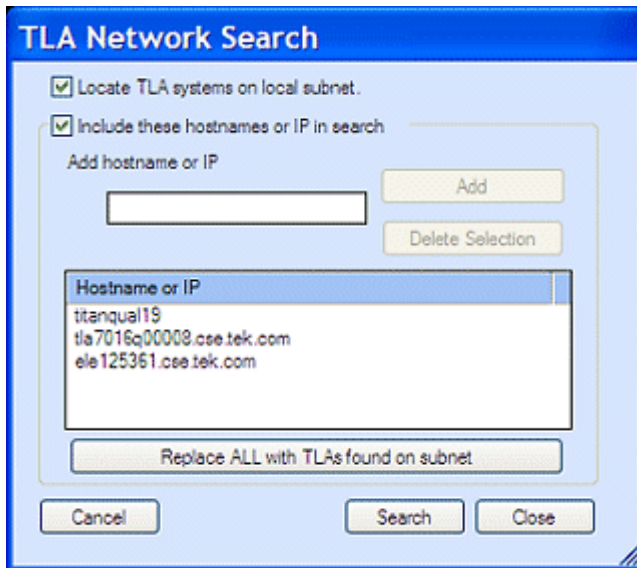 TLA Network Search
Locate TLA systems on local subnet.
Include these hostnames or IP in search
Add hostname or IP
Add
Delete Selection
Hostname or IP
titanqual19
tla7016q00008.cse.tek.com
ele125361.cse.tek.com
Replace ALL with TLAs found on subnet
Cancel
Search
Close